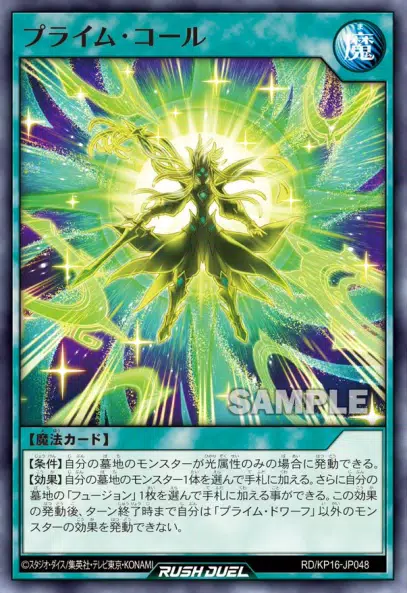 プライム・コール
魔
SAMPLE
【魔法カード】
【条件】自分の墓地のモンスターが光属性のみの場合に発動できる。
【効果】自分の墓地のモンスター1体を選んで手札に加える。さらに自分の
墓地の「フュージョン」1枚を選んで手札に加える事ができる。この効果
の発動後、ターン終了時まで自分は「プライム・ドワーフ」以外のモン
スターの効果を発動できない。
©スタジオ・ダイス/集英社・テレビ東京・KONAMI
RUSH DUEL
RD/KP16-JP048